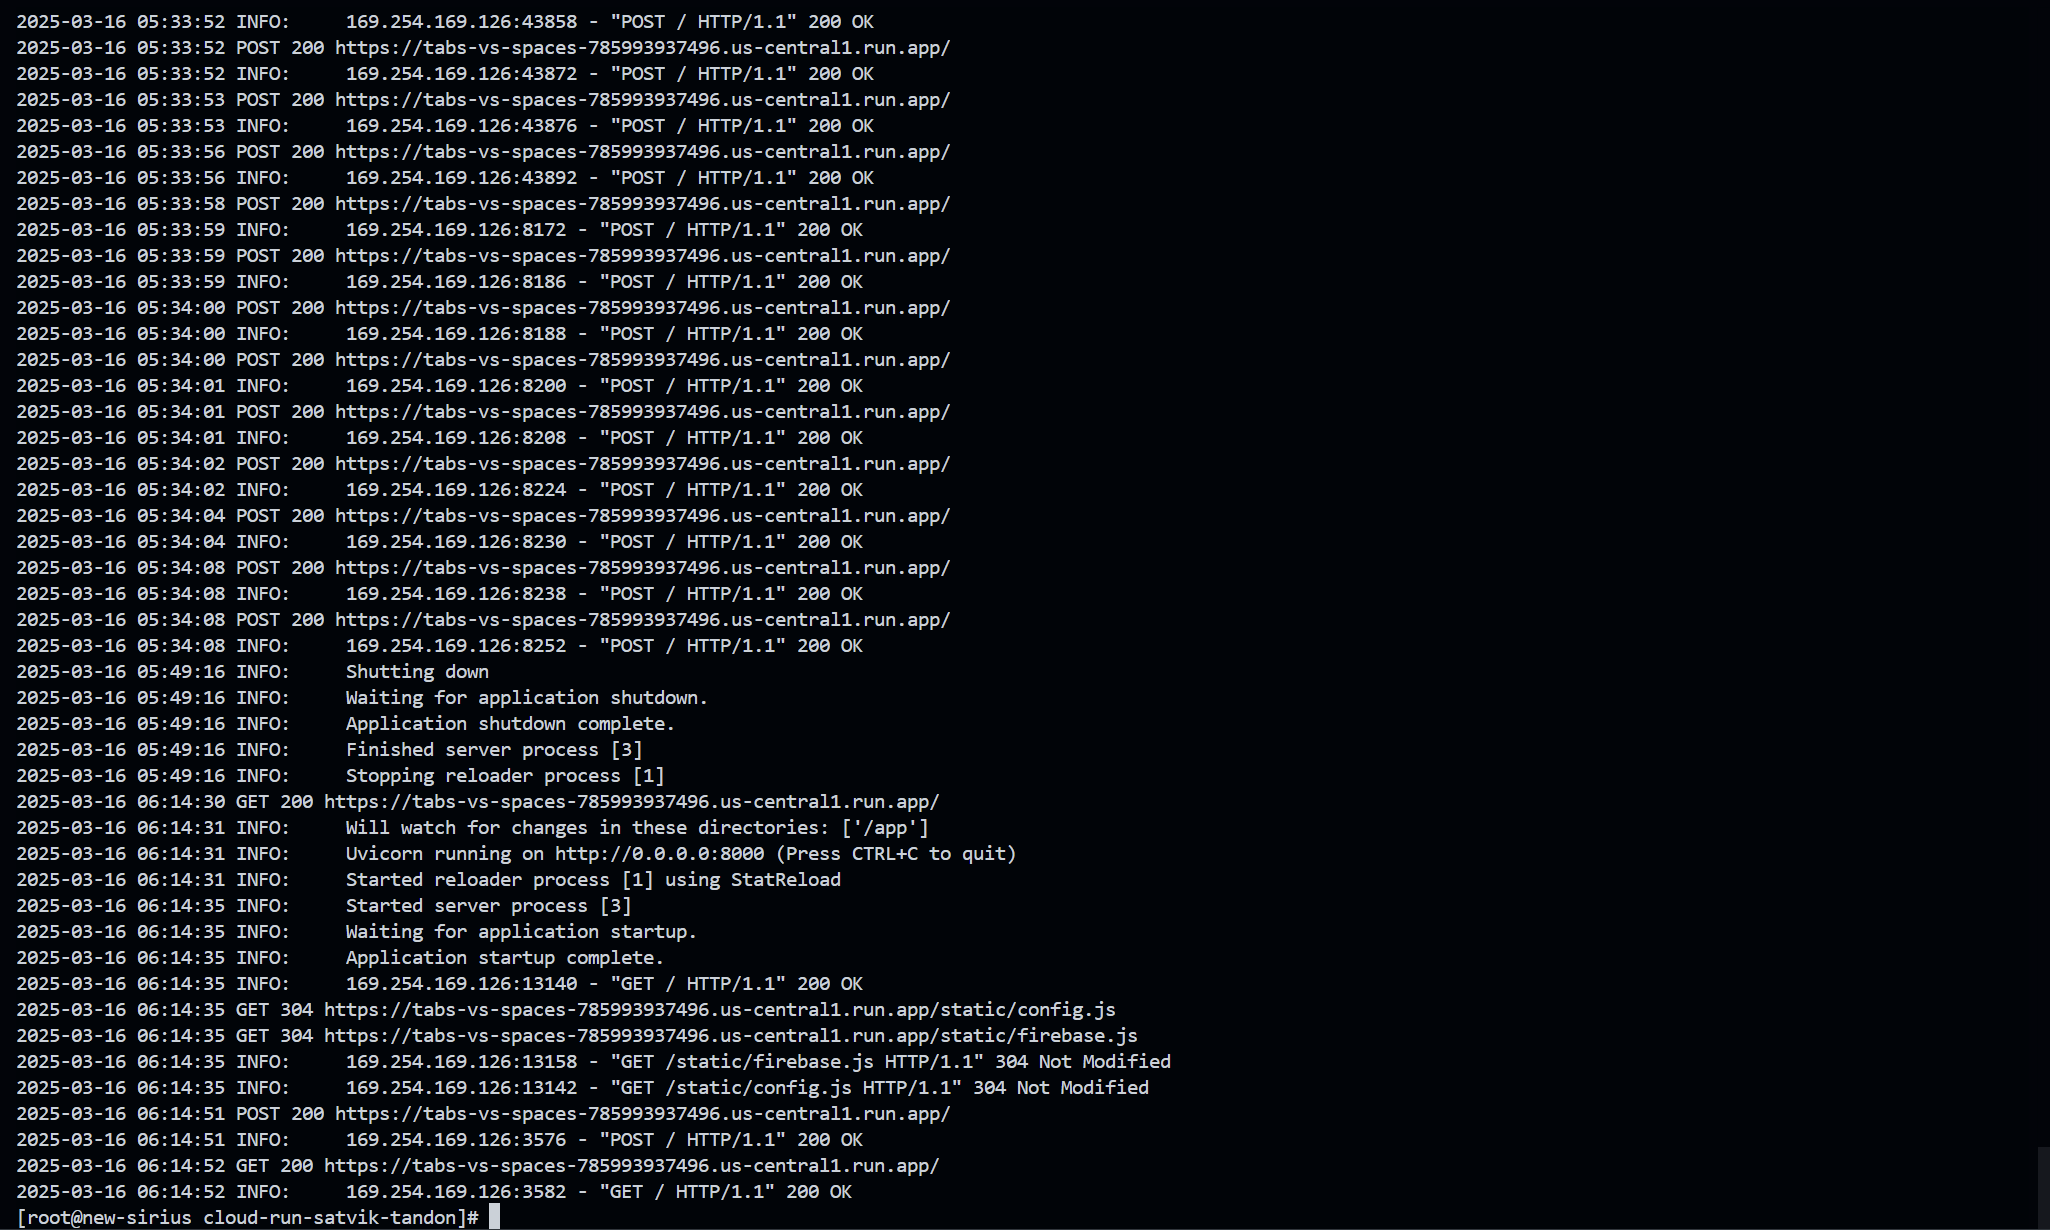 2025-03-16 05:33:52 INFO:     169.254.169.126:43858 - "POST / HTTP/1.1" 200 OK
2025-03-16 05:33:52 POST 200 https://tabs-vs-spaces-785993937496.us-central1.run.app/
2025-03-16 05:33:52 INFO:     169.254.169.126:43872 - "POST / HTTP/1.1" 200 OK
2025-03-16 05:33:53 POST 200 https://tabs-vs-spaces-785993937496.us-central1.run.app/
2025-03-16 05:33:53 INFO:     169.254.169.126:43876 - "POST / HTTP/1.1" 200 OK
2025-03-16 05:33:56 POST 200 https://tabs-vs-spaces-785993937496.us-central1.run.app/
2025-03-16 05:33:56 INFO:     169.254.169.126:43892 - "POST / HTTP/1.1" 200 OK
2025-03-16 05:33:58 POST 200 https://tabs-vs-spaces-785993937496.us-central1.run.app/
2025-03-16 05:33:59 INFO:     169.254.169.126:8172 - "POST / HTTP/1.1" 200 OK
2025-03-16 05:33:59 POST 200 https://tabs-vs-spaces-785993937496.us-central1.run.app/
2025-03-16 05:33:59 INFO:     169.254.169.126:8186 - "POST / HTTP/1.1" 200 OK
2025-03-16 05:34:00 POST 200 https://tabs-vs-spaces-785993937496.us-central1.run.app/
2025-03-16 05:34:00 INFO:     169.254.169.126:8188 - "POST / HTTP/1.1" 200 OK
2025-03-16 05:34:00 POST 200 https://tabs-vs-spaces-785993937496.us-central1.run.app/
2025-03-16 05:34:01 INFO:     169.254.169.126:8200 - "POST / HTTP/1.1" 200 OK
2025-03-16 05:34:01 POST 200 https://tabs-vs-spaces-785993937496.us-central1.run.app/
2025-03-16 05:34:01 INFO:     169.254.169.126:8208 - "POST / HTTP/1.1" 200 OK
2025-03-16 05:34:02 POST 200 https://tabs-vs-spaces-785993937496.us-central1.run.app/
2025-03-16 05:34:02 INFO:     169.254.169.126:8224 - "POST / HTTP/1.1" 200 OK
2025-03-16 05:34:04 POST 200 https://tabs-vs-spaces-785993937496.us-central1.run.app/
2025-03-16 05:34:04 INFO:     169.254.169.126:8230 - "POST / HTTP/1.1" 200 OK
2025-03-16 05:34:08 POST 200 https://tabs-vs-spaces-785993937496.us-central1.run.app/
2025-03-16 05:34:08 INFO:     169.254.169.126:8238 - "POST / HTTP/1.1" 200 OK
2025-03-16 05:34:08 POST 200 https://tabs-vs-spaces-785993937496.us-central1.run.app/
2025-03-16 05:34:08 INFO:     169.254.169.126:8252 - "POST / HTTP/1.1" 200 OK
2025-03-16 05:49:16 INFO:     Shutting down
2025-03-16 05:49:16 INFO:     Waiting for application shutdown.
2025-03-16 05:49:16 INFO:     Application shutdown complete.
2025-03-16 05:49:16 INFO:     Finished server process [3]
2025-03-16 05:49:16 INFO:     Stopping reloader process [1]
2025-03-16 06:14:30 GET 200 https://tabs-vs-spaces-785993937496.us-central1.run.app/
2025-03-16 06:14:31 INFO:     Will watch for changes in these directories: ['/app']
2025-03-16 06:14:31 INFO:     Uvicorn running on http://0.0.0.0:8000 (Press CTRL+C to quit)
2025-03-16 06:14:31 INFO:     Started reloader process [1] using StatReload
2025-03-16 06:14:35 INFO:     Started server process [3]
2025-03-16 06:14:35 INFO:     Waiting for application startup.
2025-03-16 06:14:35 INFO:     Application startup complete.
2025-03-16 06:14:35 INFO:     169.254.169.126:13140 - "GET / HTTP/1.1" 200 OK
2025-03-16 06:14:35 GET 304 https://tabs-vs-spaces-785993937496.us-central1.run.app/static/config.js
2025-03-16 06:14:35 GET 304 https://tabs-vs-spaces-785993937496.us-central1.run.app/static/firebase.js
2025-03-16 06:14:35 INFO:     169.254.169.126:13158 - "GET /static/firebase.js HTTP/1.1" 304 Not Modified
2025-03-16 06:14:35 INFO:     169.254.169.126:13142 - "GET /static/config.js HTTP/1.1" 304 Not Modified
2025-03-16 06:14:51 POST 200 https://tabs-vs-spaces-785993937496.us-central1.run.app/
2025-03-16 06:14:51 INFO:     169.254.169.126:3576 - "POST / HTTP/1.1" 200 OK
2025-03-16 06:14:52 GET 200 https://tabs-vs-spaces-785993937496.us-central1.run.app/
2025-03-16 06:14:52 INFO:     169.254.169.126:3582 - "GET / HTTP/1.1" 200 OK
[root@new-sirius cloud-run-satvik-tandon]#